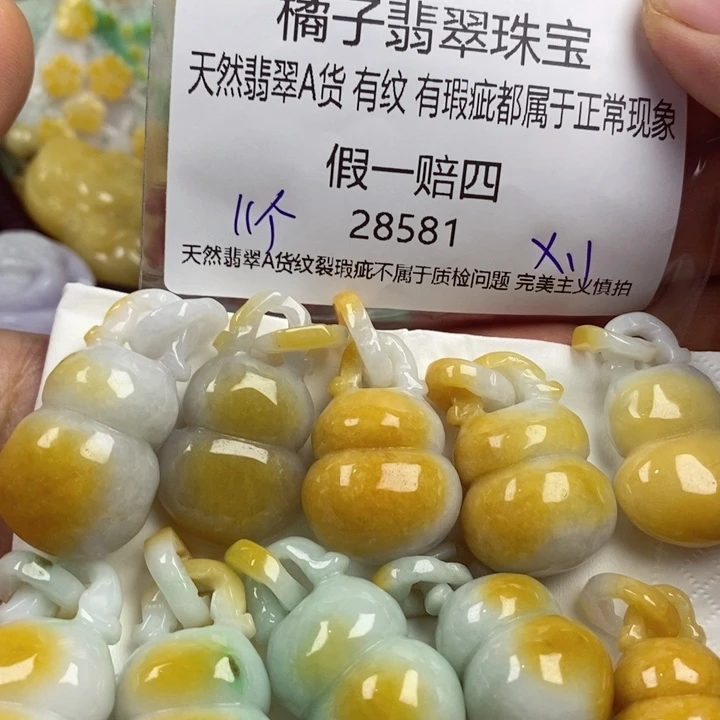 橘子翡翠珠宝
天然翡翠A货 有纹 有瑕疵都属于正常现象
假一赔四
11个 28581
天然翡翠A货纹裂瑕疵不属于质检问题 完美主义慎拍